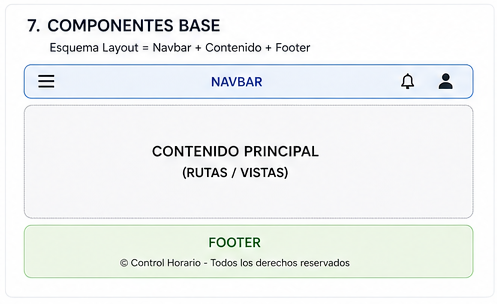 7. COMPONENTES BASE
Esquema Layout = Navbar + Contenido + Footer
NAVBAR
CONTENIDO PRINCIPAL
(RUTAS / VISTAS)
FOOTER
© Control Horario - Todos los derechos reservados